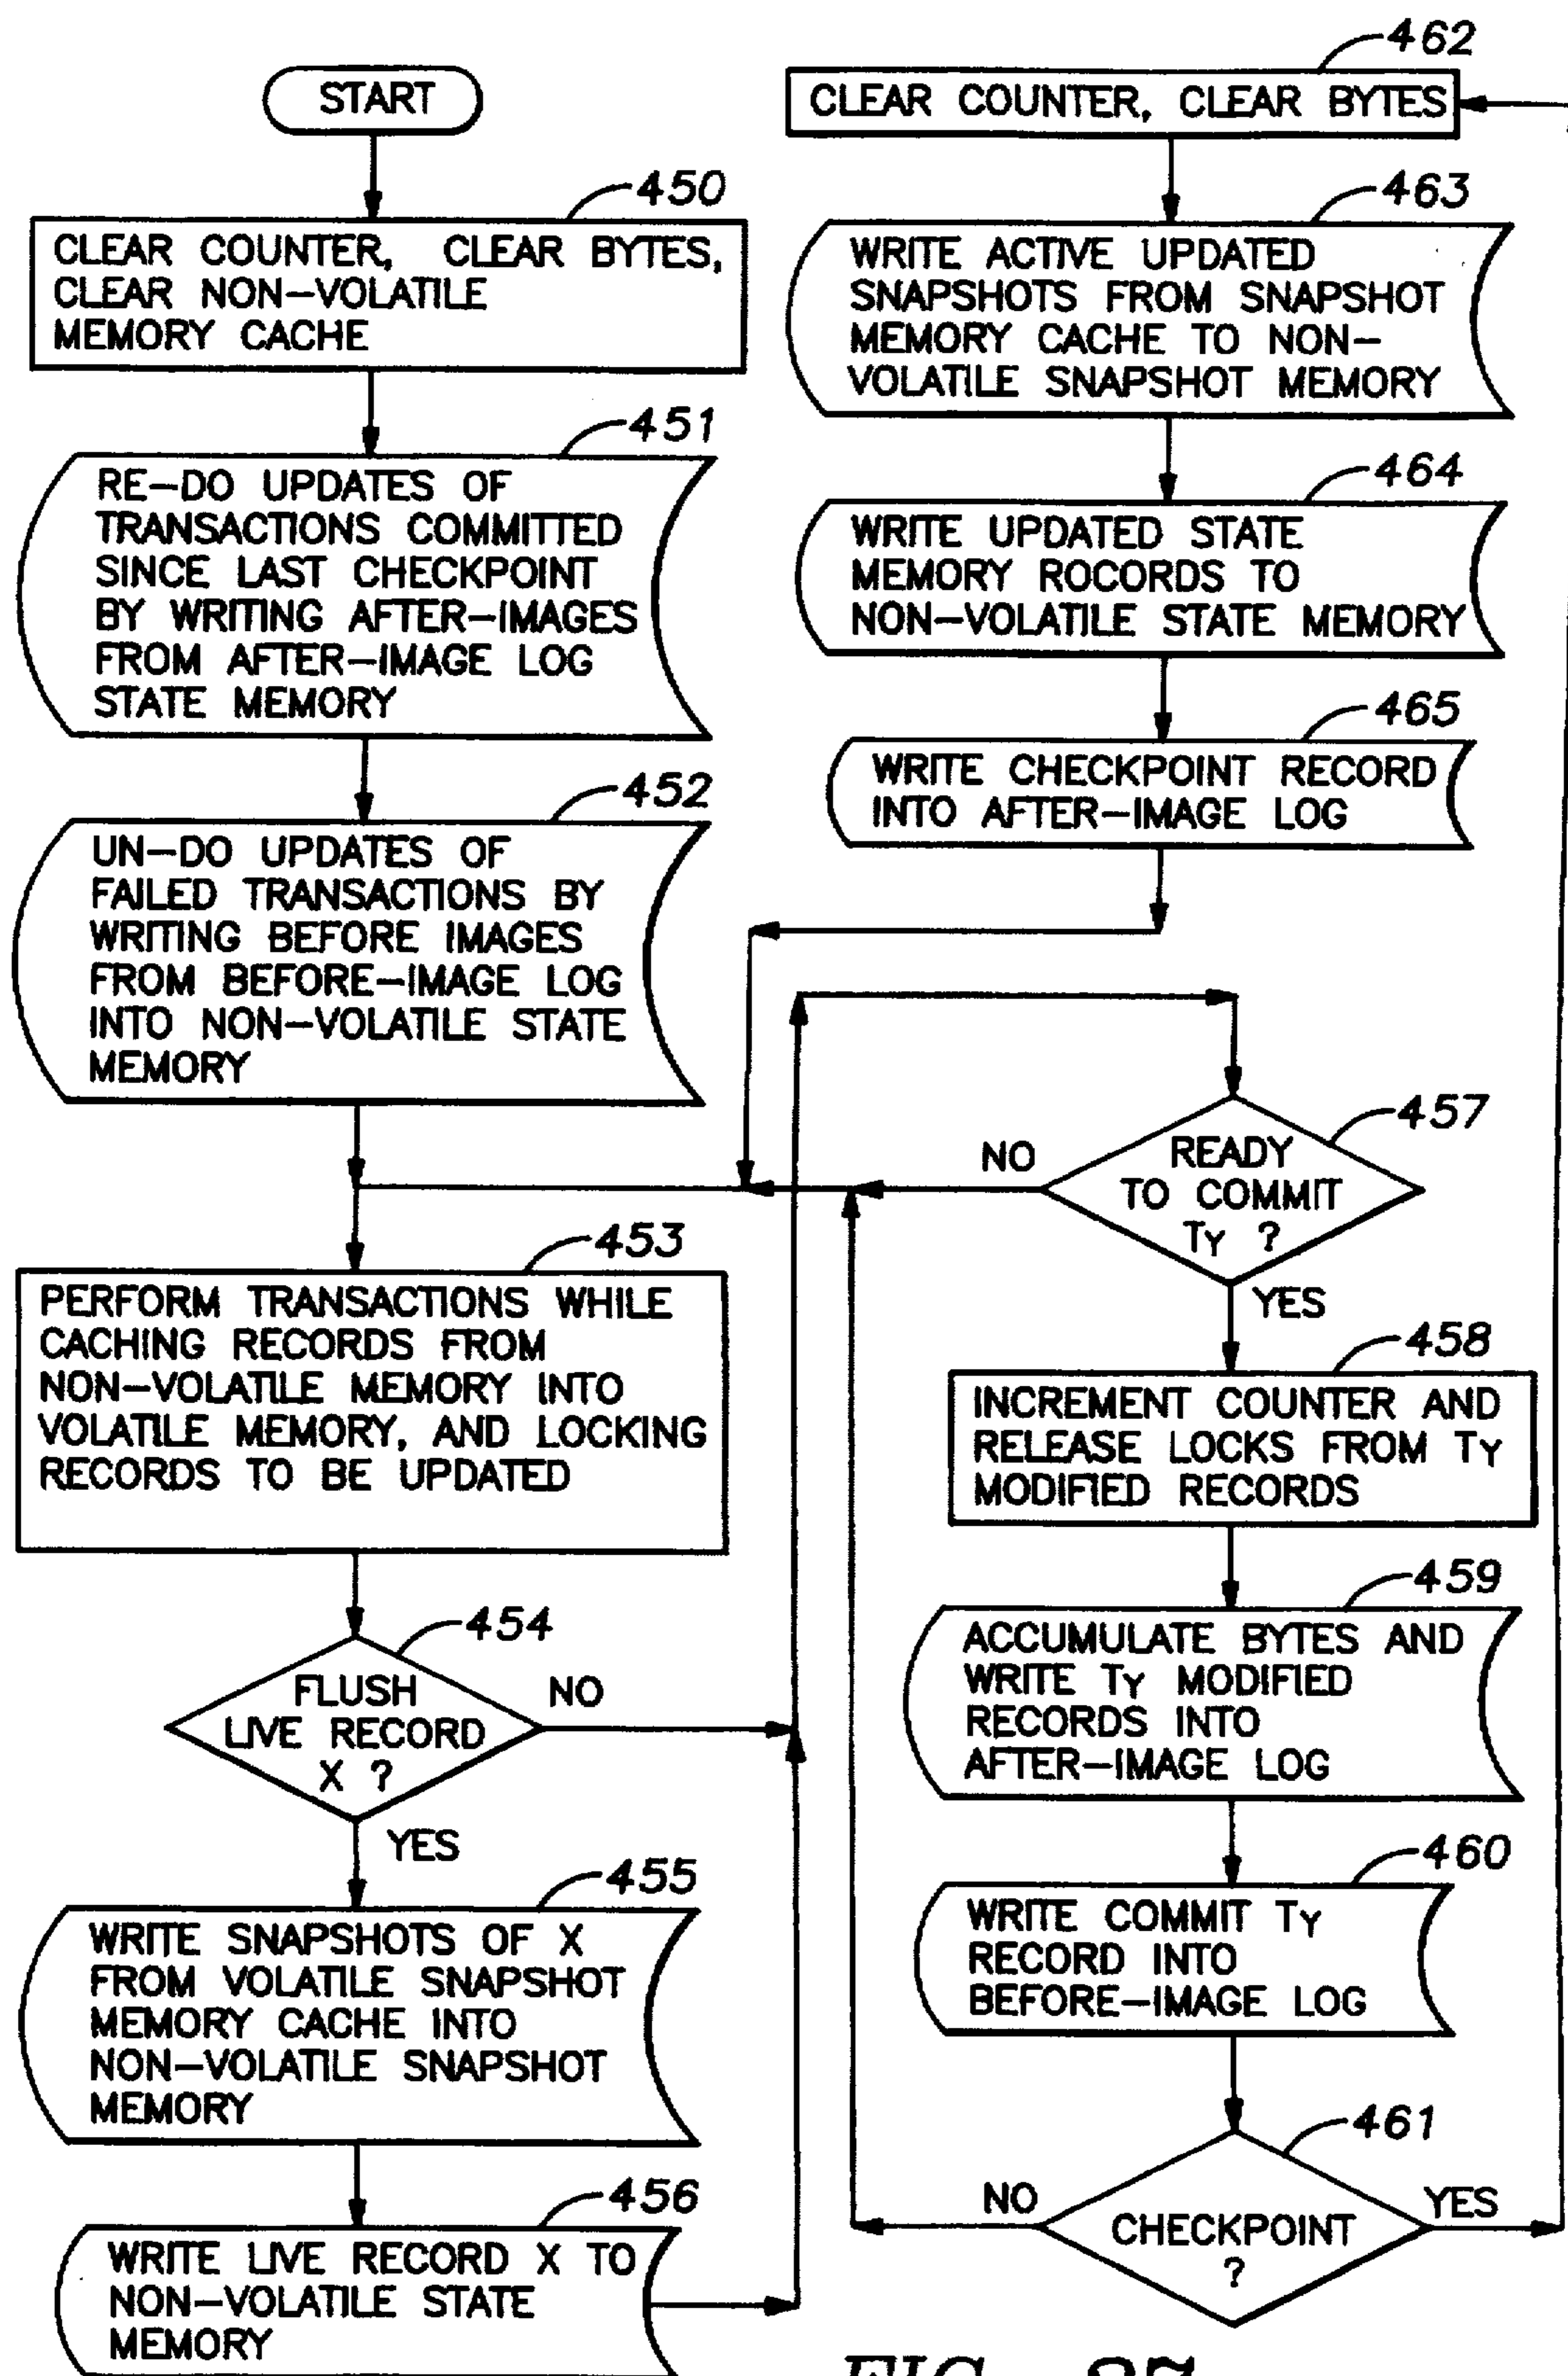 START
450
CLEAR COUNTER, CLEAR BYTES,
CLEAR NON-VOLATILE
MEMORY CACHE
451
RE-DO UPDATES OF
TRANSACTIONS COMMITTED
SINCE LAST CHECKPOINT
BY WRITING AFTER-IMAGES
FROM AFTER-IMAGE LOG
STATE MEMORY
452
UN-DO UPDATES OF
FAILED TRANSACTIONS BY
WRITING BEFORE IMAGES
FROM BEFORE-IMAGE LOG
INTO NON-VOLATILE STATE
MEMORY
453
PERFORM TRANSACTIONS WHILE
CACHING RECORDS FROM
NON-VOLATILE MEMORY INTO
VOLATILE MEMORY, AND LOCKING
RECORDS TO BE UPDATED
454
FLUSH
LIVE RECORD
X ?
NO
YES
455
WRITE SNAPSHOTS OF X
FROM VOLATILE SNAPSHOT
MEMORY CACHE INTO
NON-VOLATILE SNAPSHOT
MEMORY
456
WRITE LIVE RECORD X TO
NON-VOLATILE STATE
MEMORY
462
CLEAR COUNTER, CLEAR BYTES
463
WRITE ACTIVE UPDATED
SNAPSHOTS FROM SNAPSHOT
MEMORY CACHE TO NON-
VOLATILE SNAPSHOT MEMORY
464
WRITE UPDATED STATE
MEMORY ROCORDS TO
NON-VOLATILE STATE MEMORY
465
WRITE CHECKPOINT RECORD
INTO AFTER-IMAGE LOG
457
READY
TO COMMIT
TY ?
NO
YES
458
INCREMENT COUNTER AND
RELEASE LOCKS FROM TY
MODIFIED RECORDS
459
ACCUMULATE BYTES AND
WRITE TY MODIFIED
RECORDS INTO
AFTER-IMAGE LOG
460
WRITE COMMIT TY
RECORD INTO
BEFORE-IMAGE LOG
461
CHECKPOINT
?
NO
YES